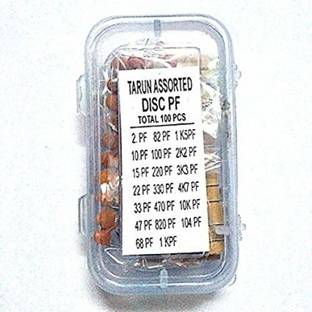 TARUN ASSORTED
DISC PF
TOTAL 100 PCS
2. PF 82 PF 1K5PF
10. PF 100 PF 2K2 PF
15 PF 220 PF 3K3 PF
22 PF 330 PF 4K7 PF
33 PF 470 PF 10K PF
47 PF 820 PF 104 PF
68 PF 1 KPF